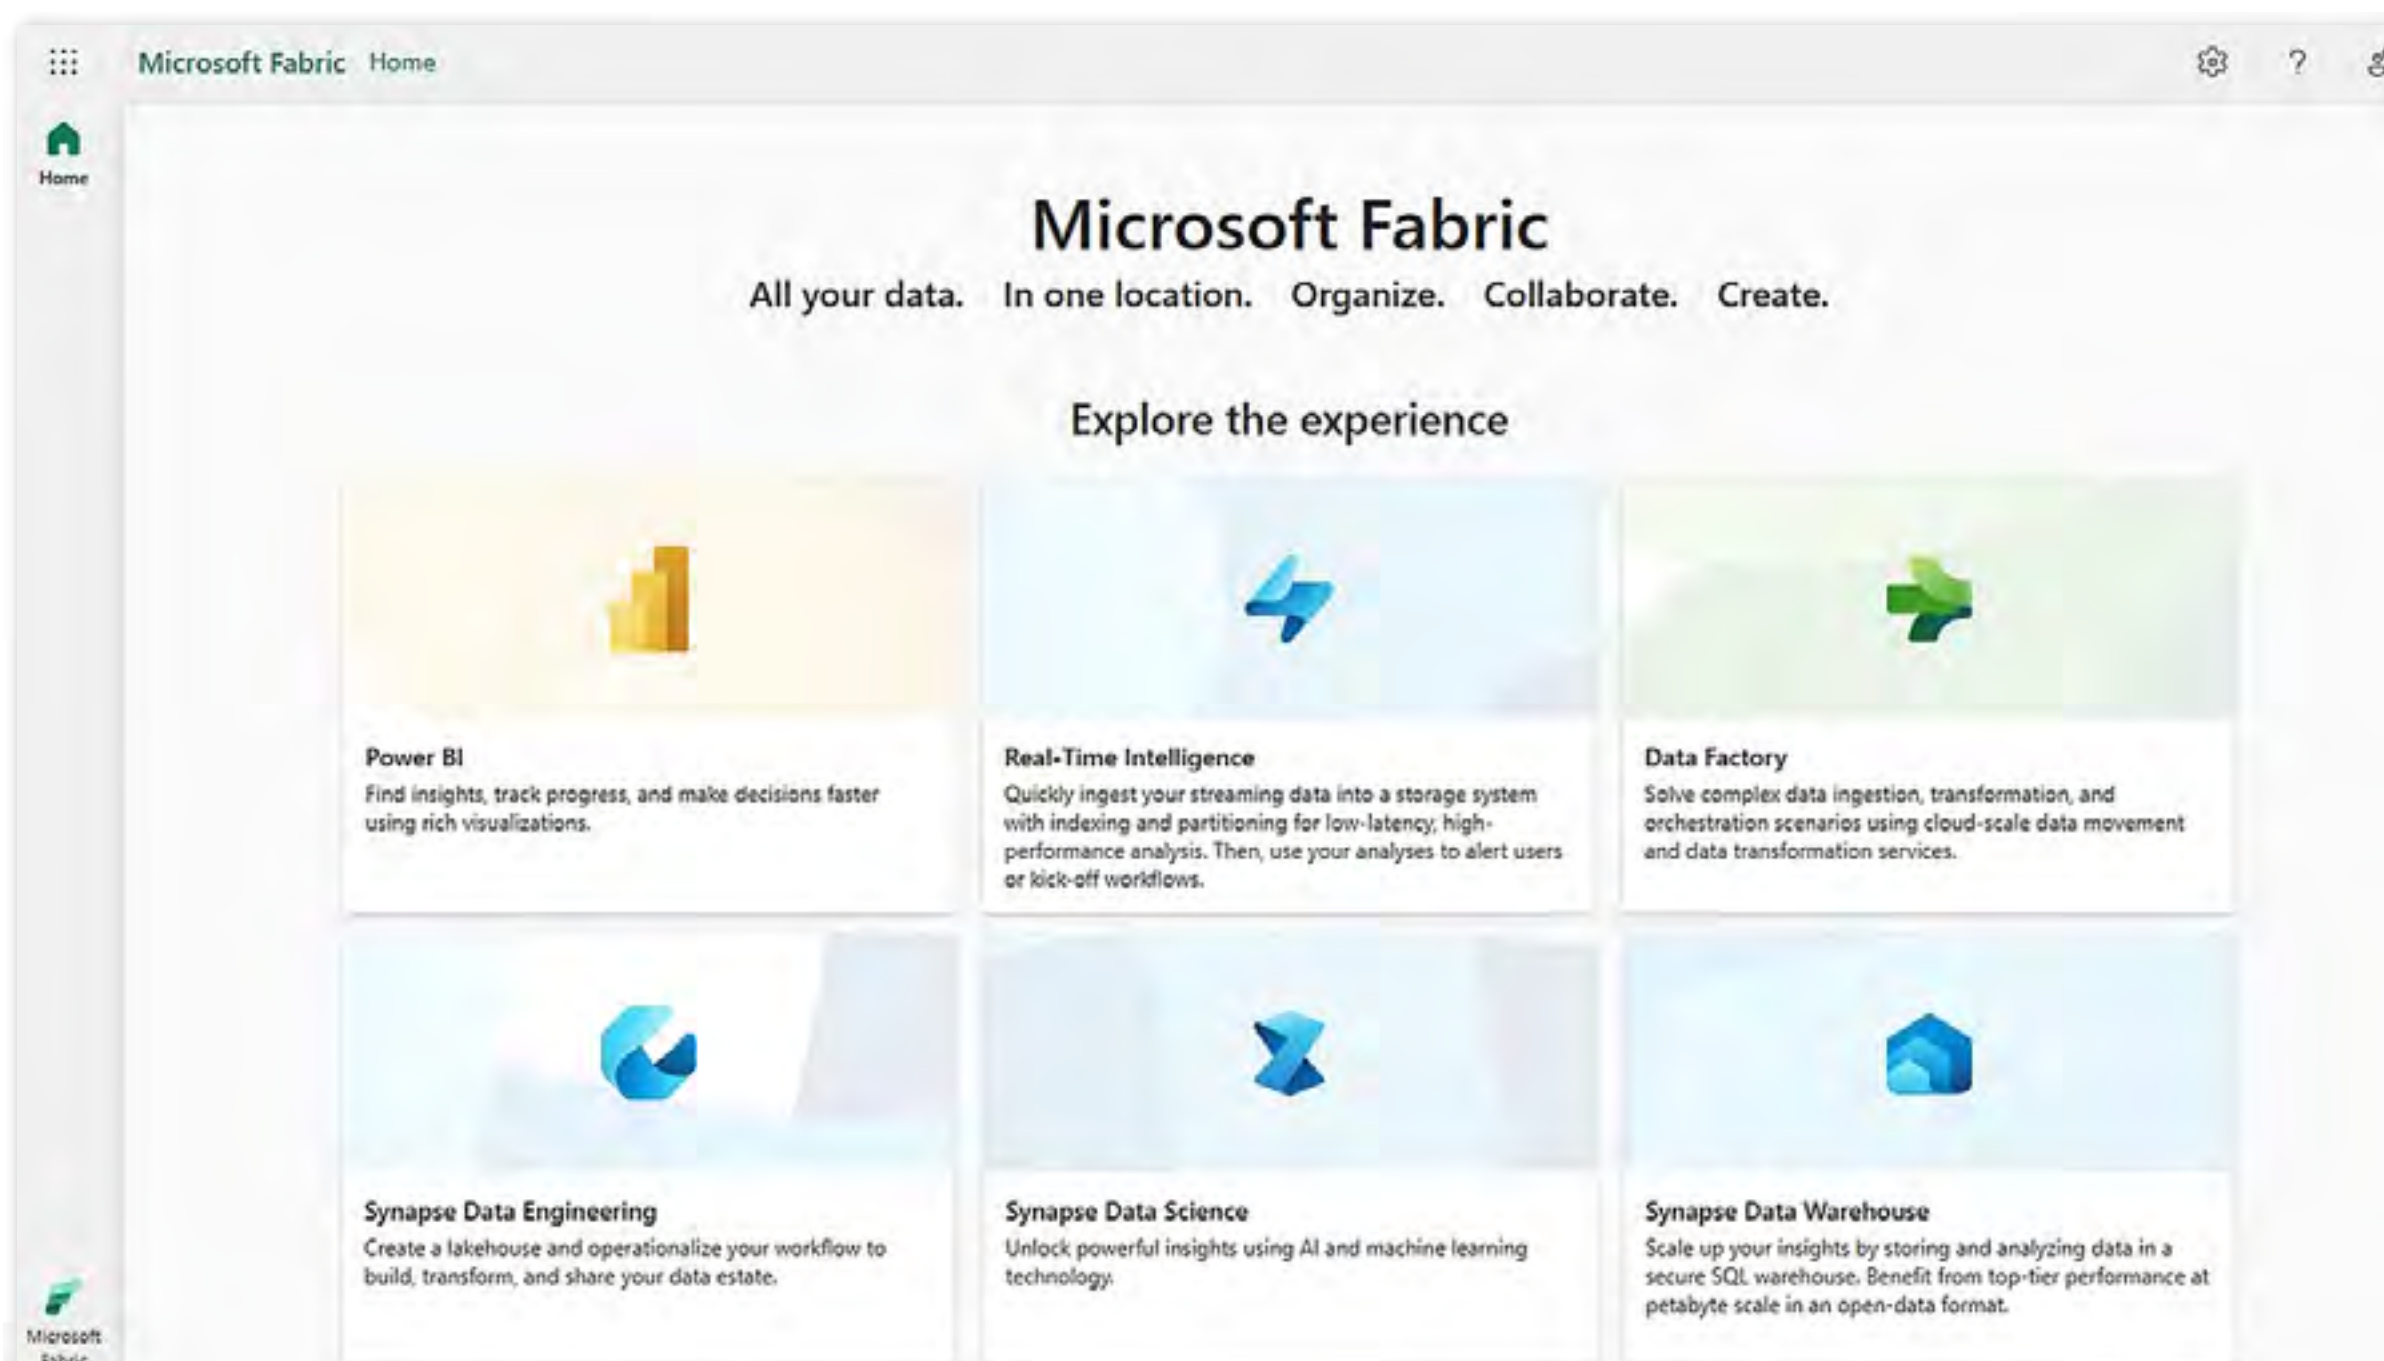 Microsoft Fabric Home
?
Home
Microsoft Fabric
All your data. In one location. Organize. Collaborate. Create.
Explore the experience
Power BI
Find insights, track progress, and make decisions faster
using rich visualizations.
Real-Time Intelligence
Quickly ingest your streaming data into a storage system
with indexing and partitioning for low-latency, high-
performance analysis. Then, use your analyses to alert users
or kick-off workflows.
Data Factory
Solve complex data ingestion, transformation, and
orchestration scenarios using cloud-scale data movement
and data transformation services.
Synapse Data Engineering
Create a lakehouse and operationalize your workflow to
build, transform, and share your data estate.
Synapse Data Science
Unlock powerful insights using AI and machine learning
technology.
Synapse Data Warehouse
Scale up your insights by storing and analyzing data in a
secure SQL warehouse. Benefit from top-tier performance at
petabyte scale in an open-data format.
Microsoft
Fabric